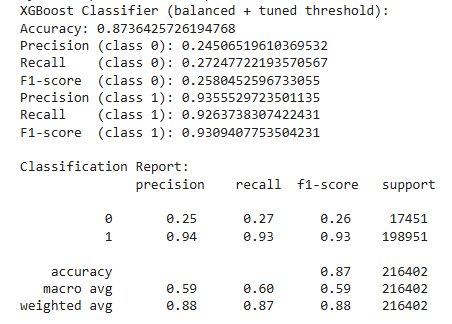 XGBoost Classifier (balanced + tuned threshold):
Accuracy: 0.8736425726194768
Precision (class 0): 0.24506519610369532
Recall    (class 0): 0.27247722193570567
F1-score  (class 0): 0.2580452596733055
Precision (class 1): 0.9355529723501135
Recall    (class 1): 0.9263738307422431
F1-score  (class 1): 0.9309407753504231
Classification Report:
precision recall f1-score support
0 0.25 0.27 0.26 17451
1 0.94 0.93 0.93 198951
accuracy 0.87 216402
macro avg 0.59 0.60 0.59 216402
weighted avg 0.88 0.87 0.88 216402